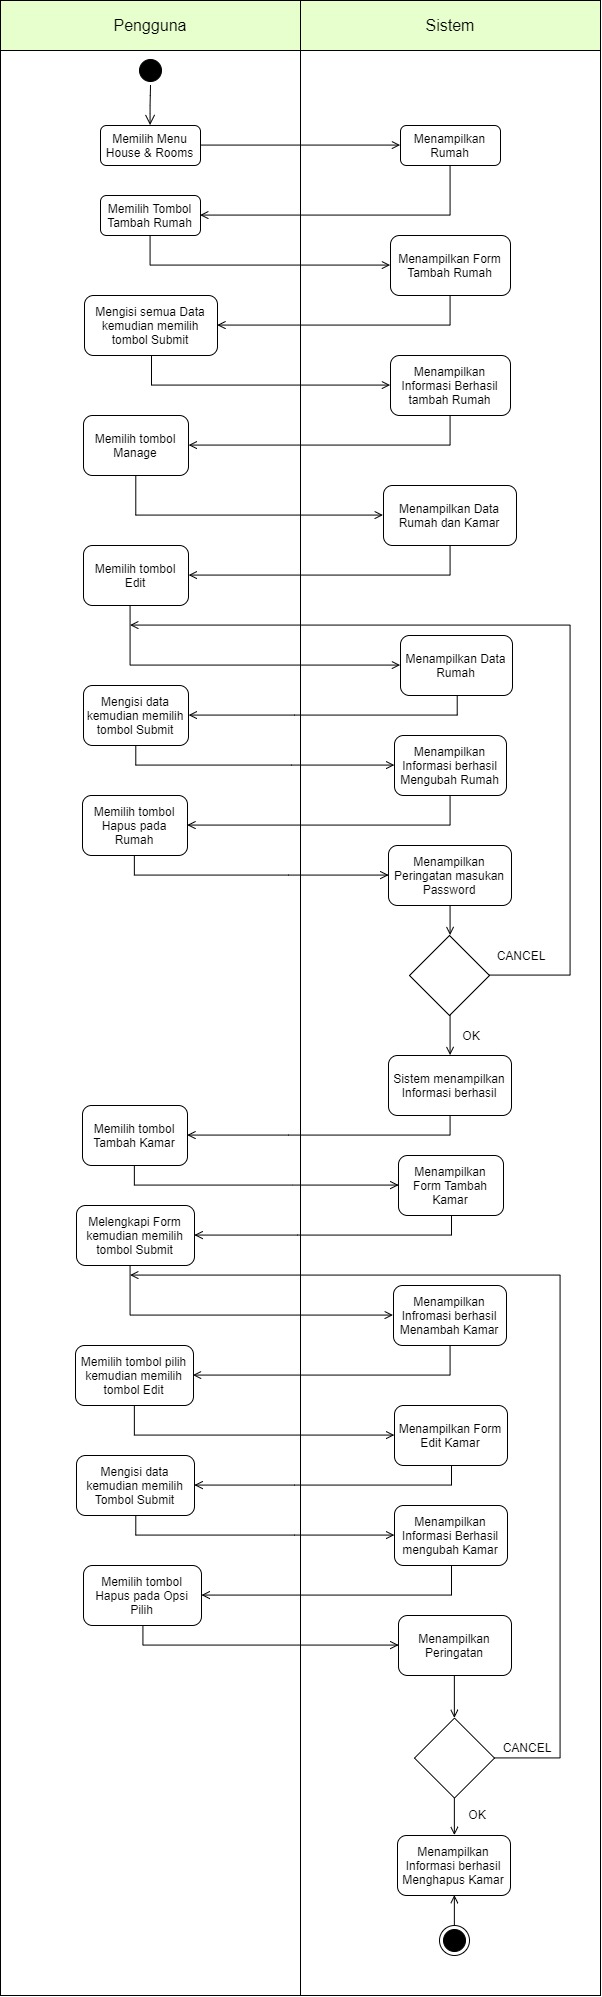 Pengguna
Sistem
Memilih Menu
House & Rooms
Menampilkan
Rumah
Memilih Tombol
Tambah Rumah
Menampilkan Form
Tambah Rumah
Mengisi semua Data
kemudian memilih
tombol Submit
Menampilkan
Informasi Berhasil
tambah Rumah
Memilih tombol
Manage
Menampilkan Data
Rumah dan Kamar
Memilih tombol
Edit
Menampilkan Data
Rumah
Mengisi data
kemudian memilih
tombol Submit
Menampilkan
Informasi berhasil
Mengubah Rumah
Memilih tombol
Hapus pada
Rumah
Menampilkan
Peringatan masukan
Password
CANCEL
OK
Sistem menampilkan
Informasi berhasil
Memilih tombol
Tambah Kamar
Menampilkan
Form Tambah
Kamar
Melengkapi Form
kemudian memilih
tombol Submit
Menampilkan
Infromasi berhasil
Menambah Kamar
Memilih tombol pilih
kemudian memilih
tombol Edit
Menampilkan Form
Edit Kamar
Mengisi data
kemudian memilih
Tombol Submit
Menampilkan
Informasi Berhasil
mengubah Kamar
Memilih tombol
Hapus pada Opsi
Pilih
Menampilkan
Peringatan
CANCEL
OK
Menampilkan
Informasi berhasil
Menghapus Kamar